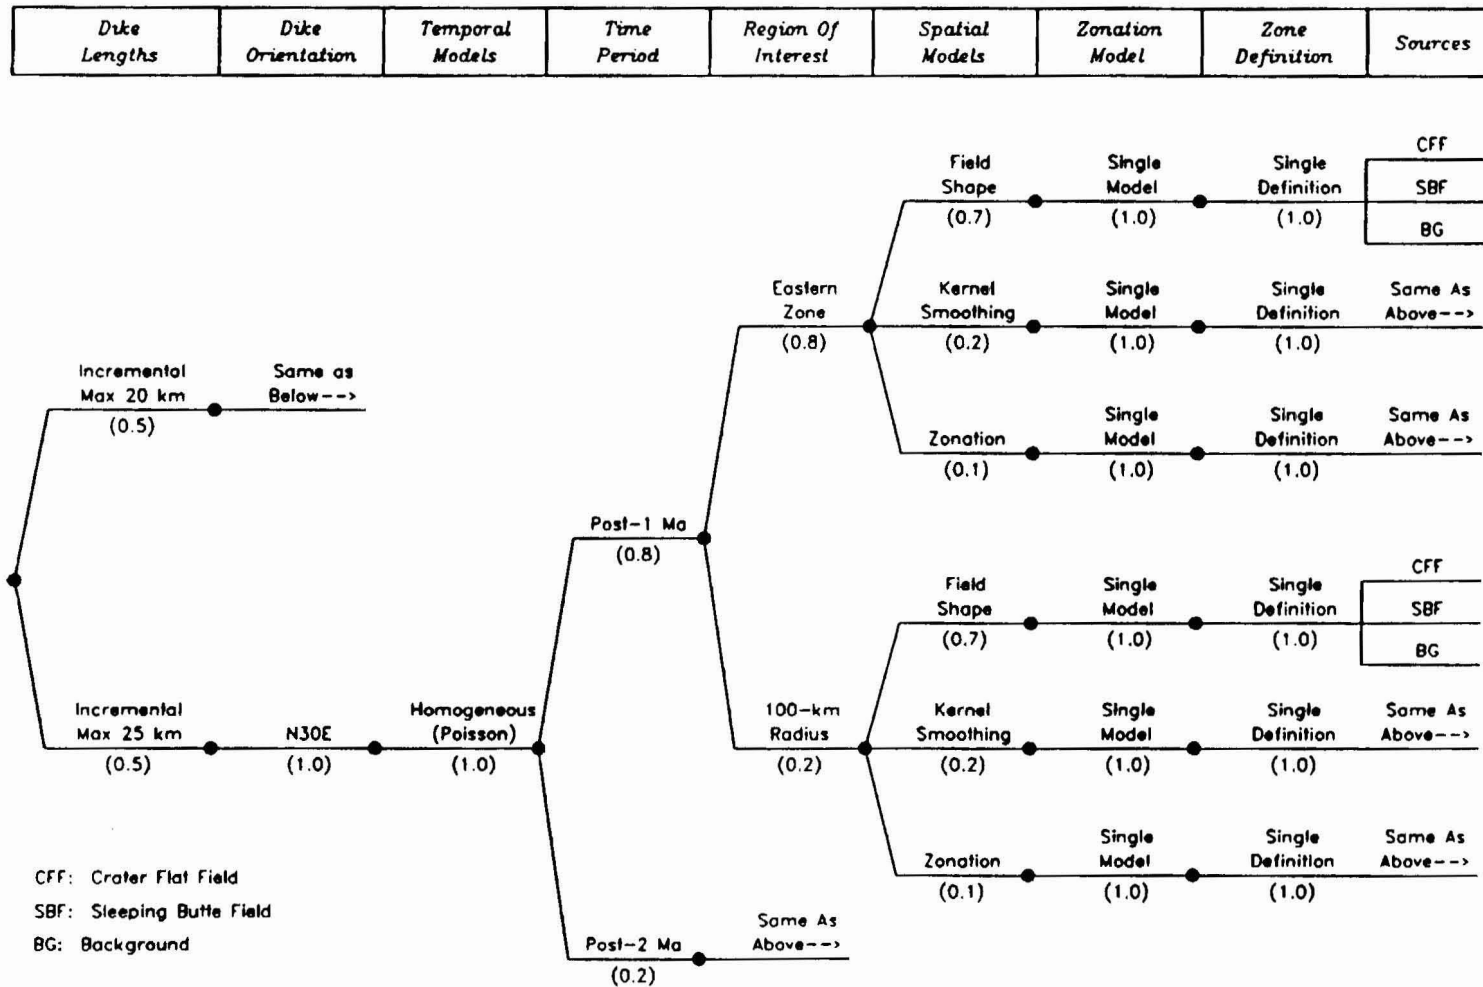 Dike Lengths
Dike Orientation
Temporal Models
Time Period
Region Of Interest
Spatial Models
Zonation Model
Zone Definition
Sources
Field Shape
(0.7)
Single Model
(1.0)
Single Definition
(1.0)
CFF
SBF
BG
Eastern Zone
(0.8)
Kernel Smoothing
(0.2)
Single Model
(1.0)
Single Definition
(1.0)
Same As Above-->
Incremental Max 20 km
(0.5)
Same as Below-->
Zonation
(0.1)
Single Model
(1.0)
Single Definition
(1.0)
Same As Above-->
Post-1 Ma
(0.8)
Field Shape
(0.7)
Single Model
(1.0)
Single Definition
(1.0)
CFF
SBF
BG
Incremental Max 25 km
(0.5)
N30E
(1.0)
Homogeneous (Poisson)
(1.0)
100-km Radius
(0.2)
Kernel Smoothing
(0.2)
Single Model
(1.0)
Single Definition
(1.0)
Same As Above-->
Zonation
(0.1)
Single Model
(1.0)
Single Definition
(1.0)
Same As Above-->
Post-2 Ma
(0.2)
Same As Above-->
CFF: Crater Flat Field
SBF: Sleeping Butte Field
BG: Background